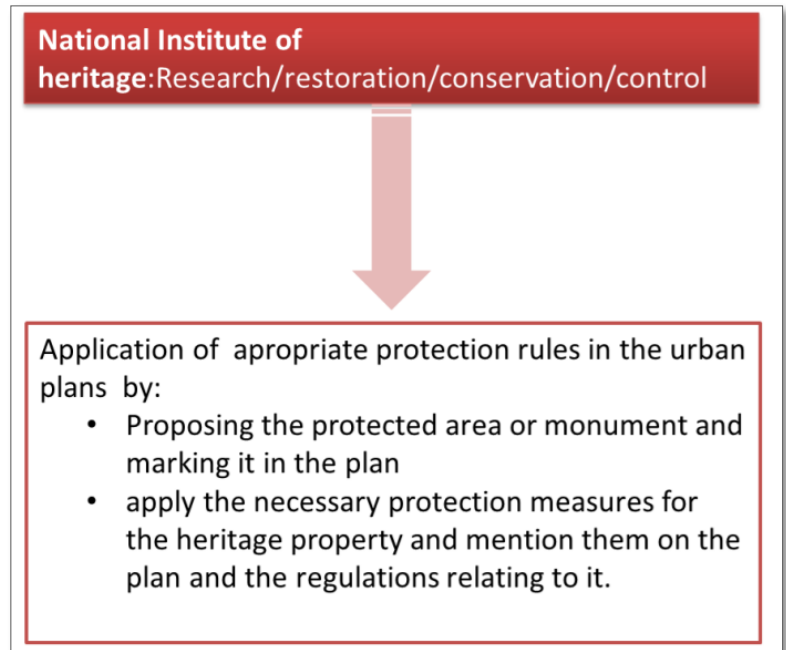 National Institute of
heritage:Research/restoration/conservation/control
Application of apropriate protection rules in the urban
plans by:
• Proposing the protected area or monument and
marking it in the plan
• apply the necessary protection measures for
the heritage property and mention them on the
plan and the regulations relating to it.